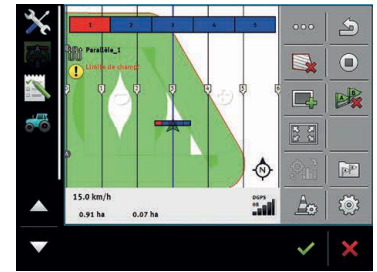 1 2 3 4 5
Parallèle_1
Limite de champ!
A
N
15.0 km/h
DGPS
08
0.91 ha 0.07 ha
A B